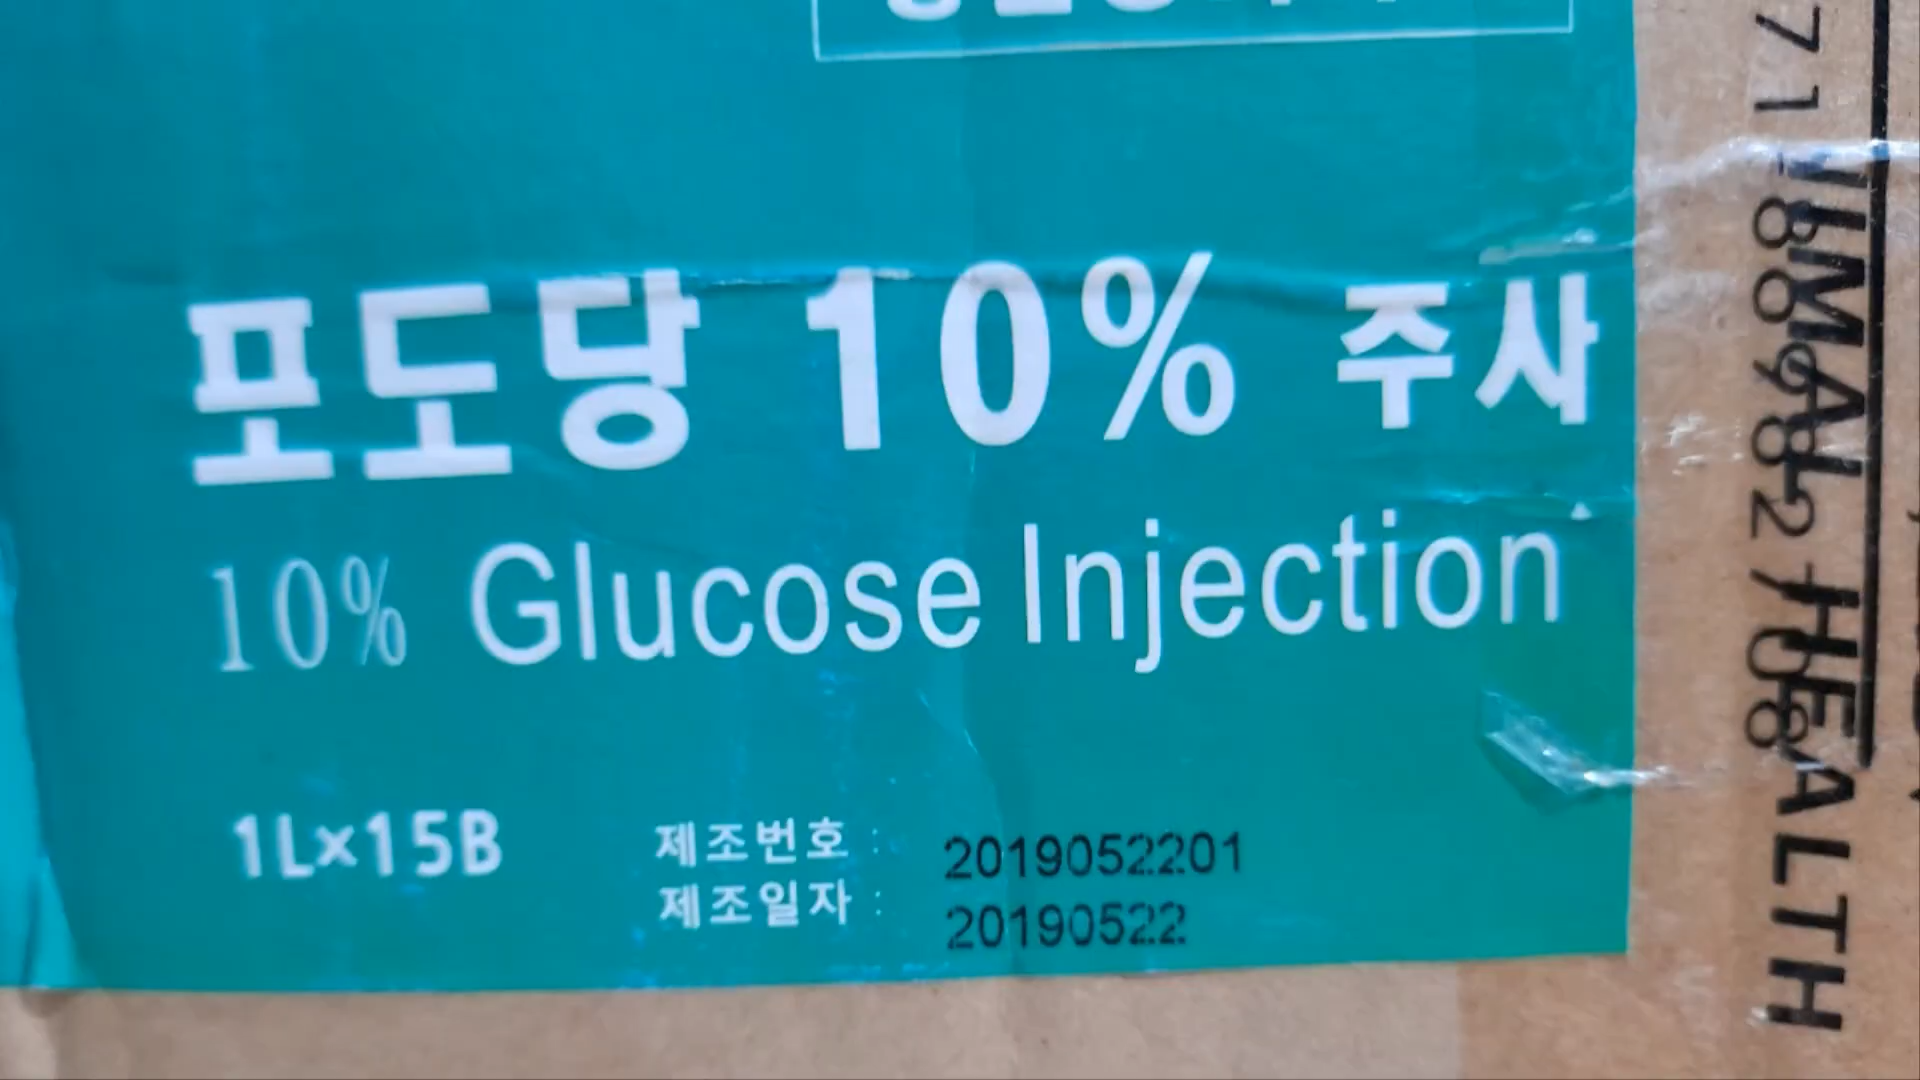 포도당 10% 주사
10% Glucose Injection
1L×15B
제조번호 : 2019052201
제조일자 : 20190522
ANIMAL HEALTH